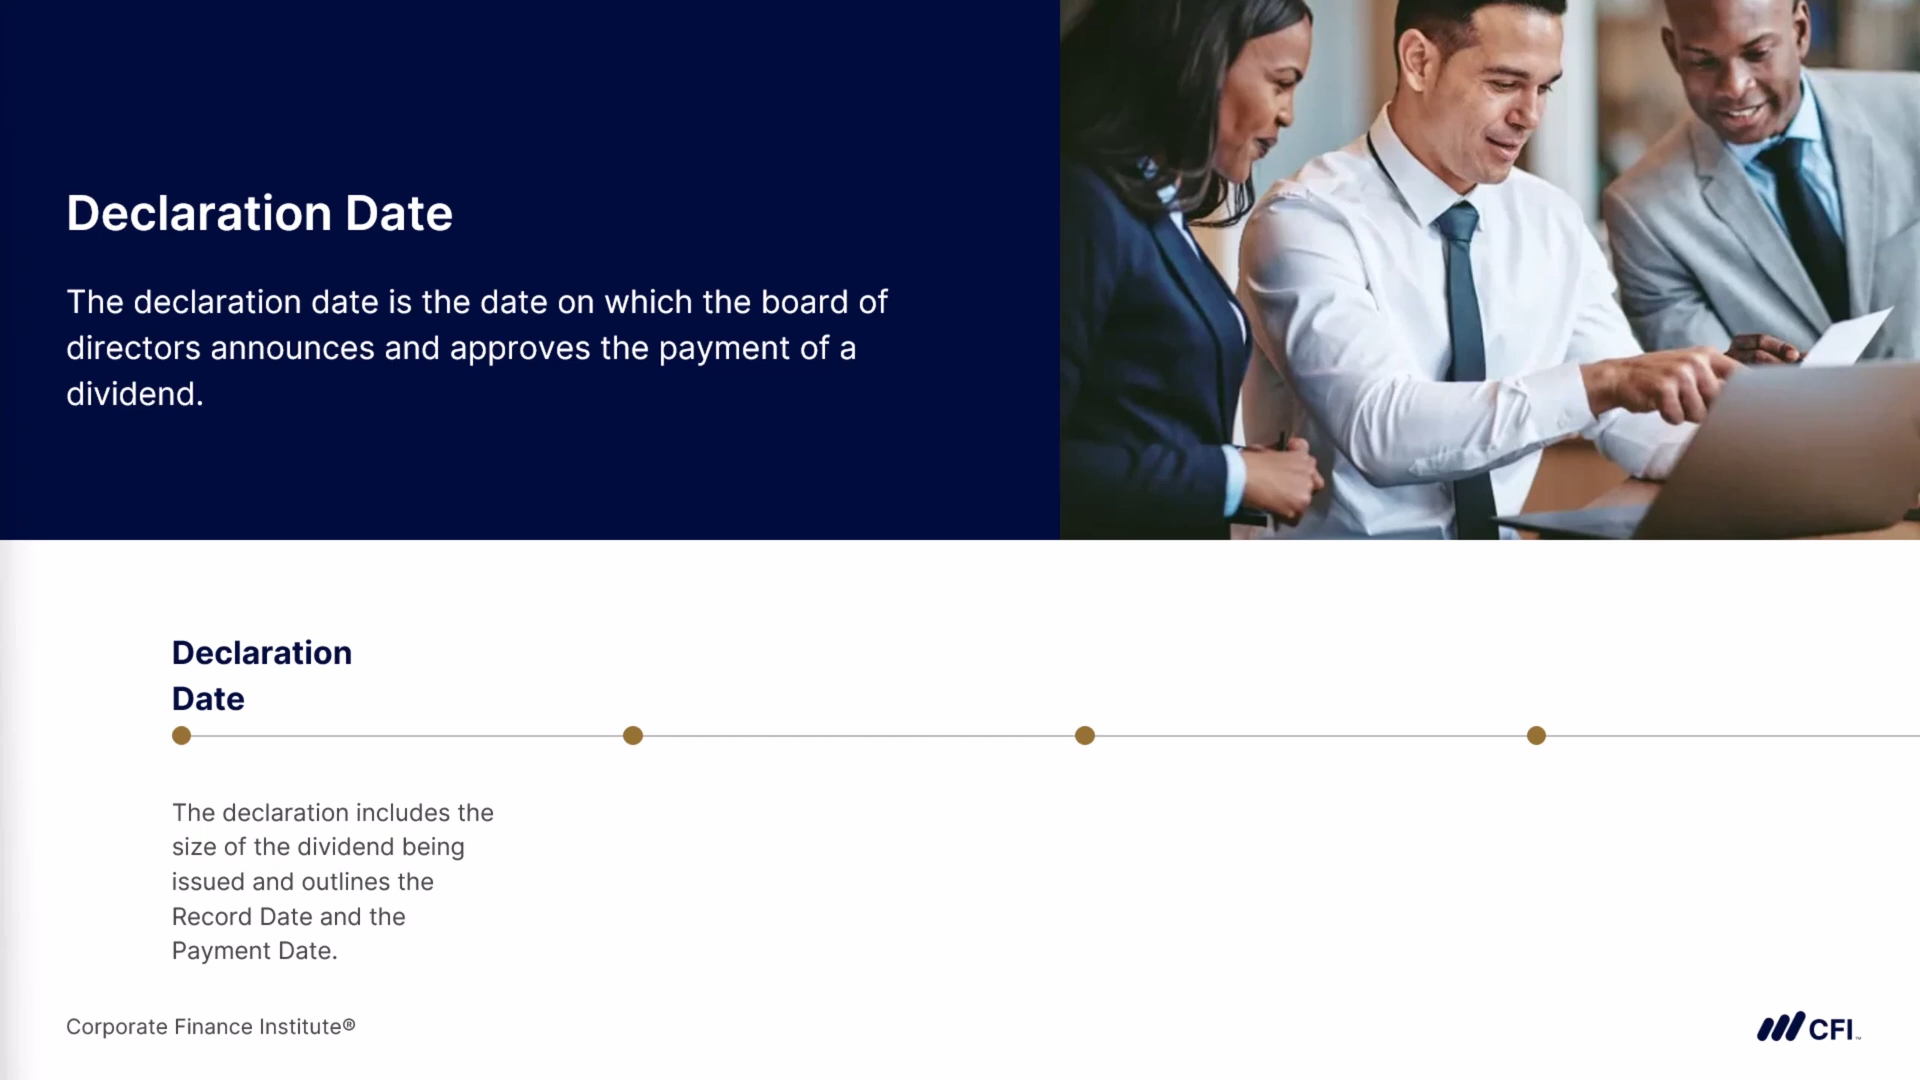 Declaration Date
The declaration date is the date on which the board of
directors announces and approves the payment of a
dividend.
Declaration
Date
The declaration includes the
size of the dividend being
issued and outlines the
Record Date and the
Payment Date.
Corporate Finance Institute®
CFI™